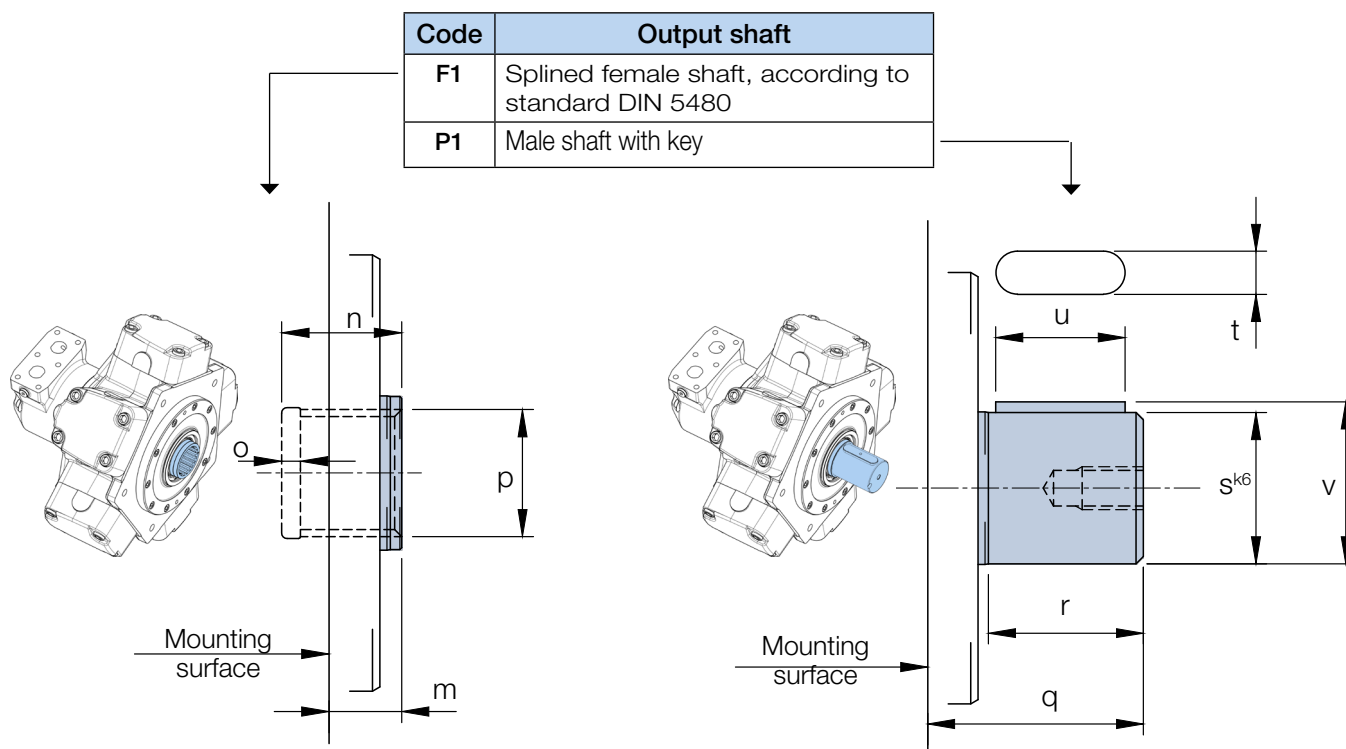 Code Output shaft
F1 Splined female shaft, according to
standard DIN 5480
P1 Male shaft with key
n
o
p
Mounting
surface
m
u
t
sk6
v
r
Mounting
surface
q